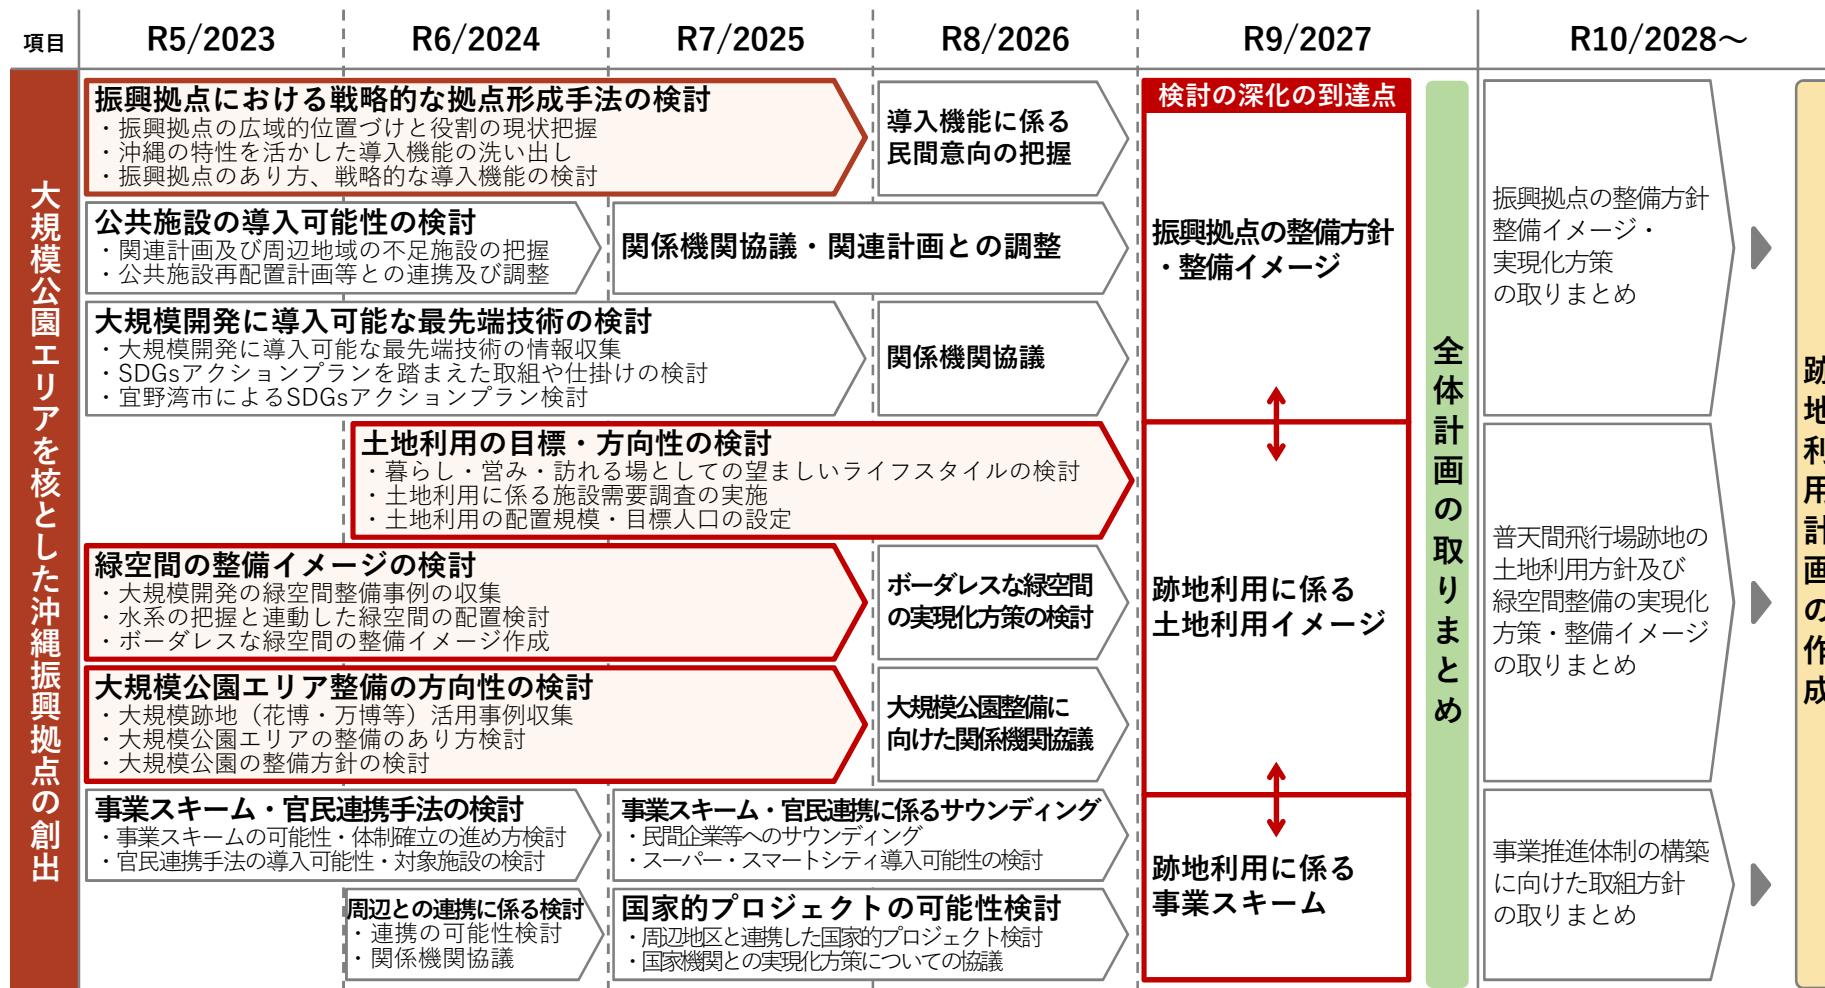 項目
R5/2023
R6/2024
R7/2025
R8/2026
R9/2027
R10/2028～
大規模公園エリアを核とした沖縄振興拠点の創出
振興拠点における戦略的な拠点形成手法の検討
・振興拠点の広域的位置づけと役割の現状把握
・沖縄の特性を活かした導入機能の洗い出し
・振興拠点のあり方、戦略的な導入機能の検討
導入機能に係る
民間意向の把握
公共施設の導入可能性の検討
・関連計画及び周辺地域の不足施設の把握
・公共施設再配置計画等との連携及び調整
関係機関協議・関連計画との調整
大規模開発に導入可能な最先端技術の検討
・大規模開発に導入可能な最先端技術の情報収集
・SDGsアクションプランを踏まえた取組や仕掛けの検討
・宜野湾市によるSDGsアクションプラン検討
関係機関協議
土地利用の目標・方向性の検討
・暮らし・営み・訪れる場としての望ましいライフスタイルの検討
・土地利用に係る施設需要調査の実施
・土地利用の配置規模・目標人口の設定
緑空間の整備イメージの検討
・大規模開発の緑空間整備事例の収集
・水系の把握と連動した緑空間の配置検討
・ボーダレスな緑空間の整備イメージ作成
ボーダレスな緑空間
の実現化方策の検討
大規模公園エリア整備の方向性の検討
・大規模跡地（花博・万博等）活用事例収集
・大規模公園エリアの整備のあり方検討
・大規模公園の整備方針の検討
大規模公園整備に
向けた関係機関協議
事業スキーム・官民連携手法の検討
・事業スキームの可能性・体制確立の進め方検討
・官民連携手法の導入可能性・対象施設の検討
事業スキーム・官民連携に係るサウンディング
・民間企業等へのサウンディング
・スーパー・スマートシティ導入可能性の検討
周辺との連携に係る検討
・連携の可能性検討
・関係機関協議
国家的プロジェクトの可能性検討
・周辺地区と連携した国家的プロジェクト検討
・国家機関との実現化方策についての協議
検討の深化の到達点
振興拠点の整備方針
・整備イメージ
跡地利用に係る
土地利用イメージ
跡地利用に係る
事業スキーム
全体計画の取りまとめ
振興拠点の整備方針
整備イメージ・
実現化方策
の取りまとめ
普天間飛行場跡地の
土地利用方針及び
緑空間整備の実現化
方策・整備イメージ
の取りまとめ
事業推進体制の構築
に向けた取組方針
の取りまとめ
跡地利用計画の作成